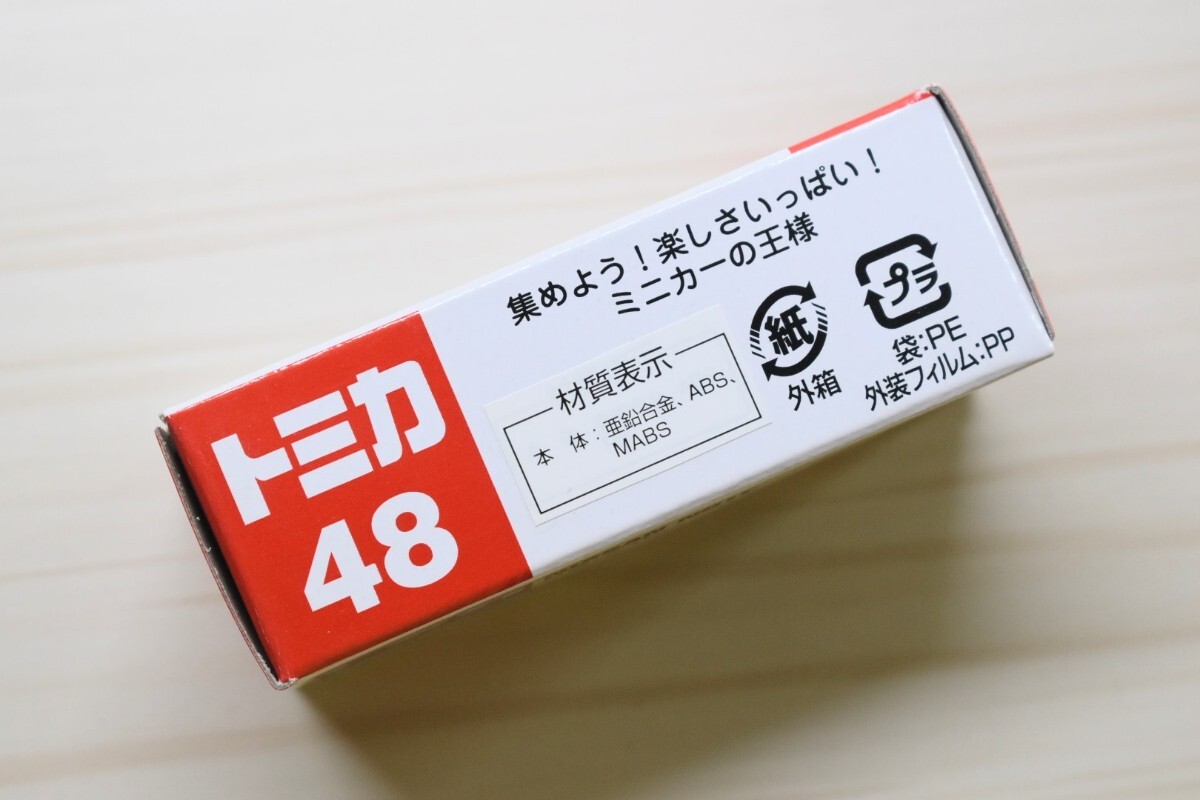 トミカ
48
集めよう！楽しさいっぱい！
ミニカーの王様
材質表示
本 体：亜鉛合金、ABS、
MABS
紙
外箱
プラ
袋:PE
外装フィルム:PP